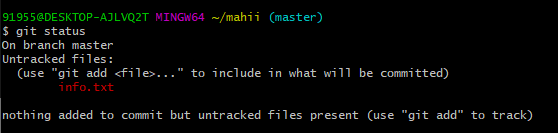 91955@DESKTOP-AJLVQ2T MINGW64 ~/mahii (master)
$ git status
On branch master
Untracked files:
  (use "git add <file>..." to include in what will be committed)
        info.txt

nothing added to commit but untracked files present (use "git add" to track)